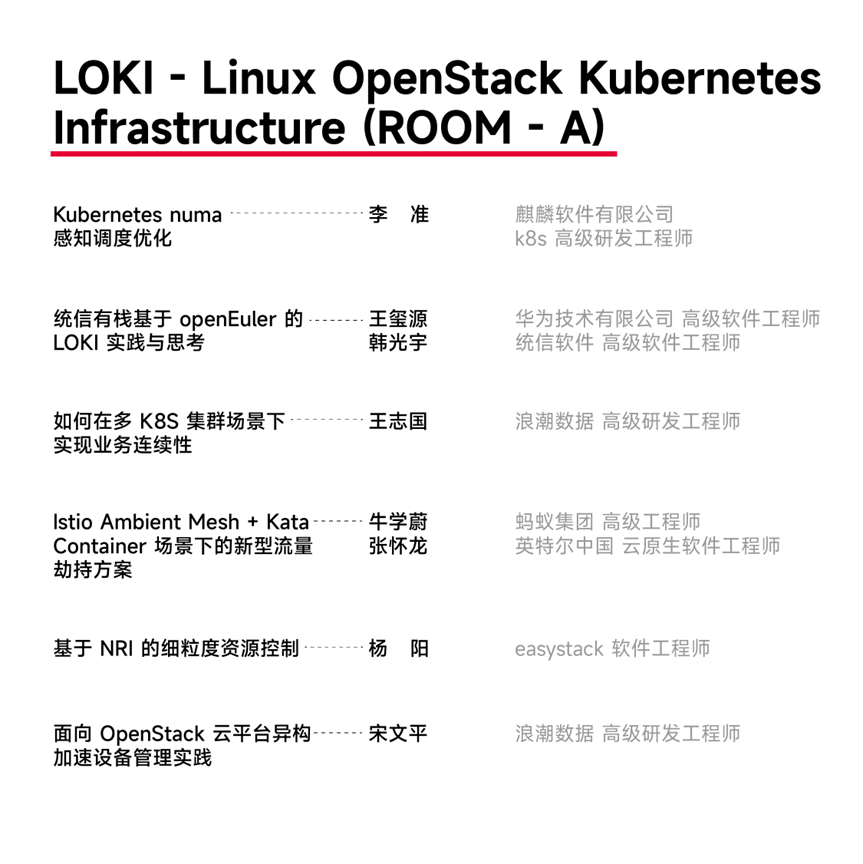 LOKI - Linux OpenStack Kubernetes
Infrastructure (ROOM - A)
Kubernetes numa 李 准 麒麟软件有限公司
感知调度优化 k8s 高级研发工程师
统信有栈基于 openEuler 的 王玺源 华为技术有限公司 高级软件工程师
LOKI 实践与思考 韩光宇 统信软件 高级软件工程师
如何在多 K8S 集群场景下 王志国 浪潮数据 高级研发工程师
实现业务连续性
Istio Ambient Mesh + Kata 牛学蔚 蚂蚁集团 高级工程师
Container 场景下的新型流量 张怀龙 英特尔中国 云原生软件工程师
劫持方案
基于 NRI 的细粒度资源控制 杨 阳 easystack 软件工程师
面向 OpenStack 云平台异构 宋文平 浪潮数据 高级研发工程师
加速设备管理实践